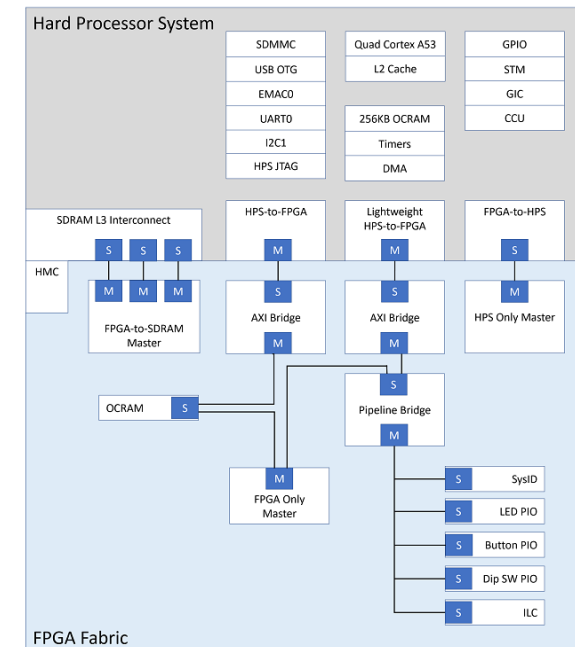 Hard Processor System
SDMMC
USB OTG
EMAC0
UART0
I2C1
HPS JTAG
Quad Cortex A53
L2 Cache
256KB OCRAM
Timers
DMA
GPIO
STM
GIC
CCU
SDRAM L3 Interconnect
S S S
HPS-to-FPGA
M
Lightweight
HPS-to-FPGA
M
FPGA-to-HPS
S
HMC
M M M
FPGA-to-SDRAM
Master
S
AXI Bridge
M
S
AXI Bridge
M
M
HPS Only Master
OCRAM S
S
Pipeline Bridge
M
M
FPGA Only
Master
S SysID
S LED PIO
S Button PIO
S Dip SW PIO
S ILC
FPGA Fabric